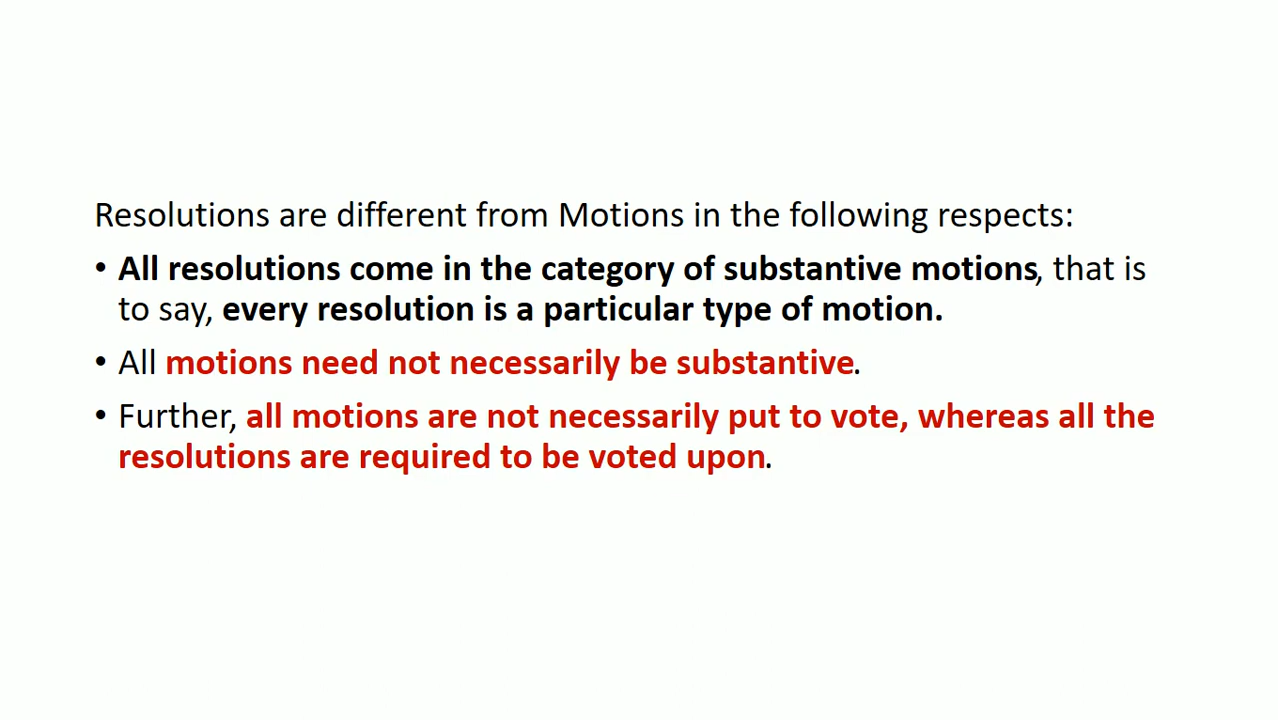 Resolutions are different from Motions in the following respects:
• All resolutions come in the category of substantive motions, that is
to say, every resolution is a particular type of motion.
• All motions need not necessarily be substantive.
• Further, all motions are not necessarily put to vote, whereas all the
resolutions are required to be voted upon.